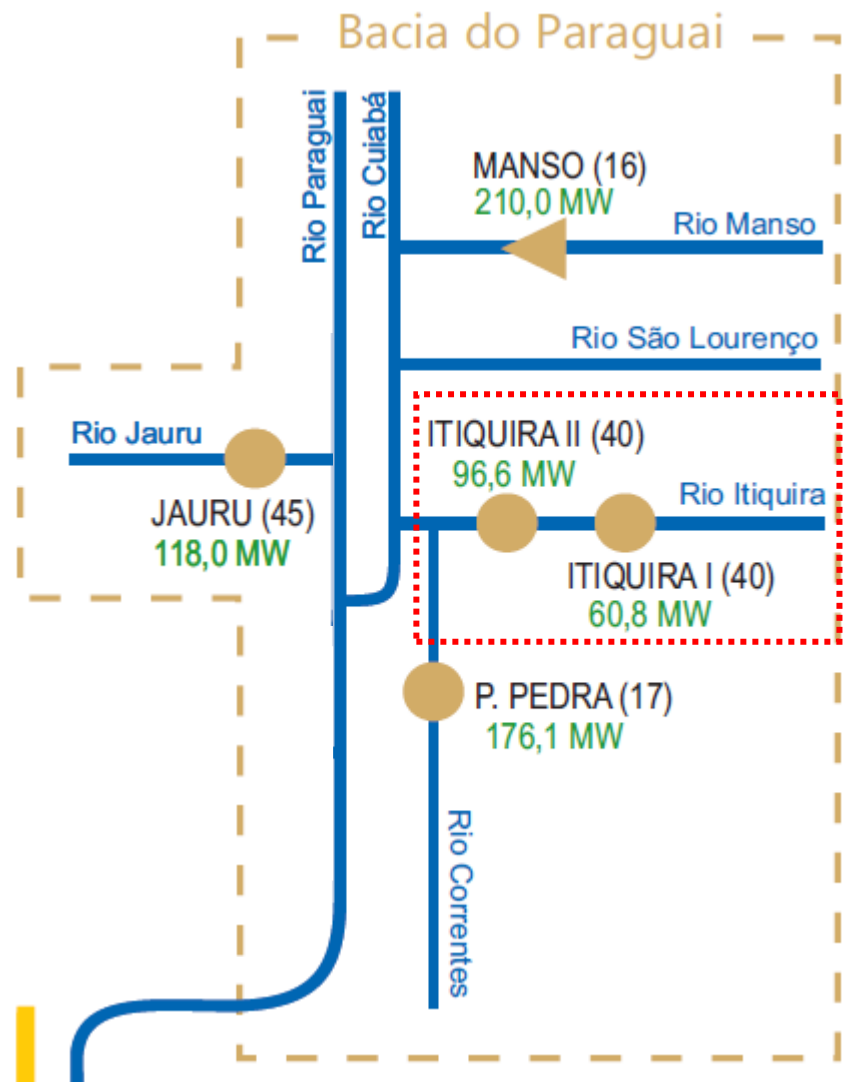 Bacia do Paraguai
Rio Paraguai
Rio Cuiabá
MANSO (16)
210,0 MW
Rio Manso
Rio São Lourenço
Rio Jauru
JAURU (45)
118,0 MW
ITIQUIRA II (40)
96,6 MW
Rio Itiquira
ITIQUIRA I (40)
60,8 MW
P. PEDRA (17)
176,1 MW
Rio Correntes